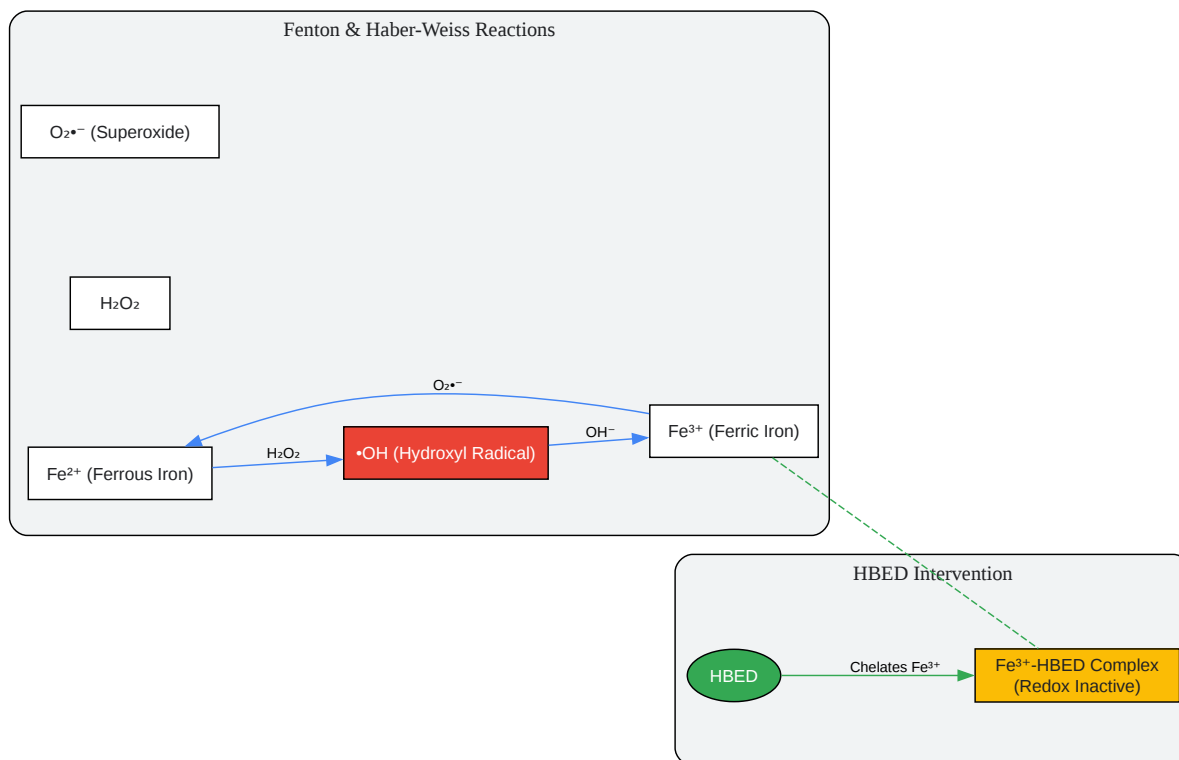 Fenton & Haber-Weiss Reactions
O₂•⁻ (Superoxide)
H₂O₂
O₂•⁻
Fe²⁺ (Ferrous Iron)
H₂O₂
•OH (Hydroxyl Radical)
OH⁻
Fe³⁺ (Ferric Iron)
HBED Intervention
HBED
Chelates Fe³⁺
Fe³⁺-HBED Complex
(Redox Inactive)